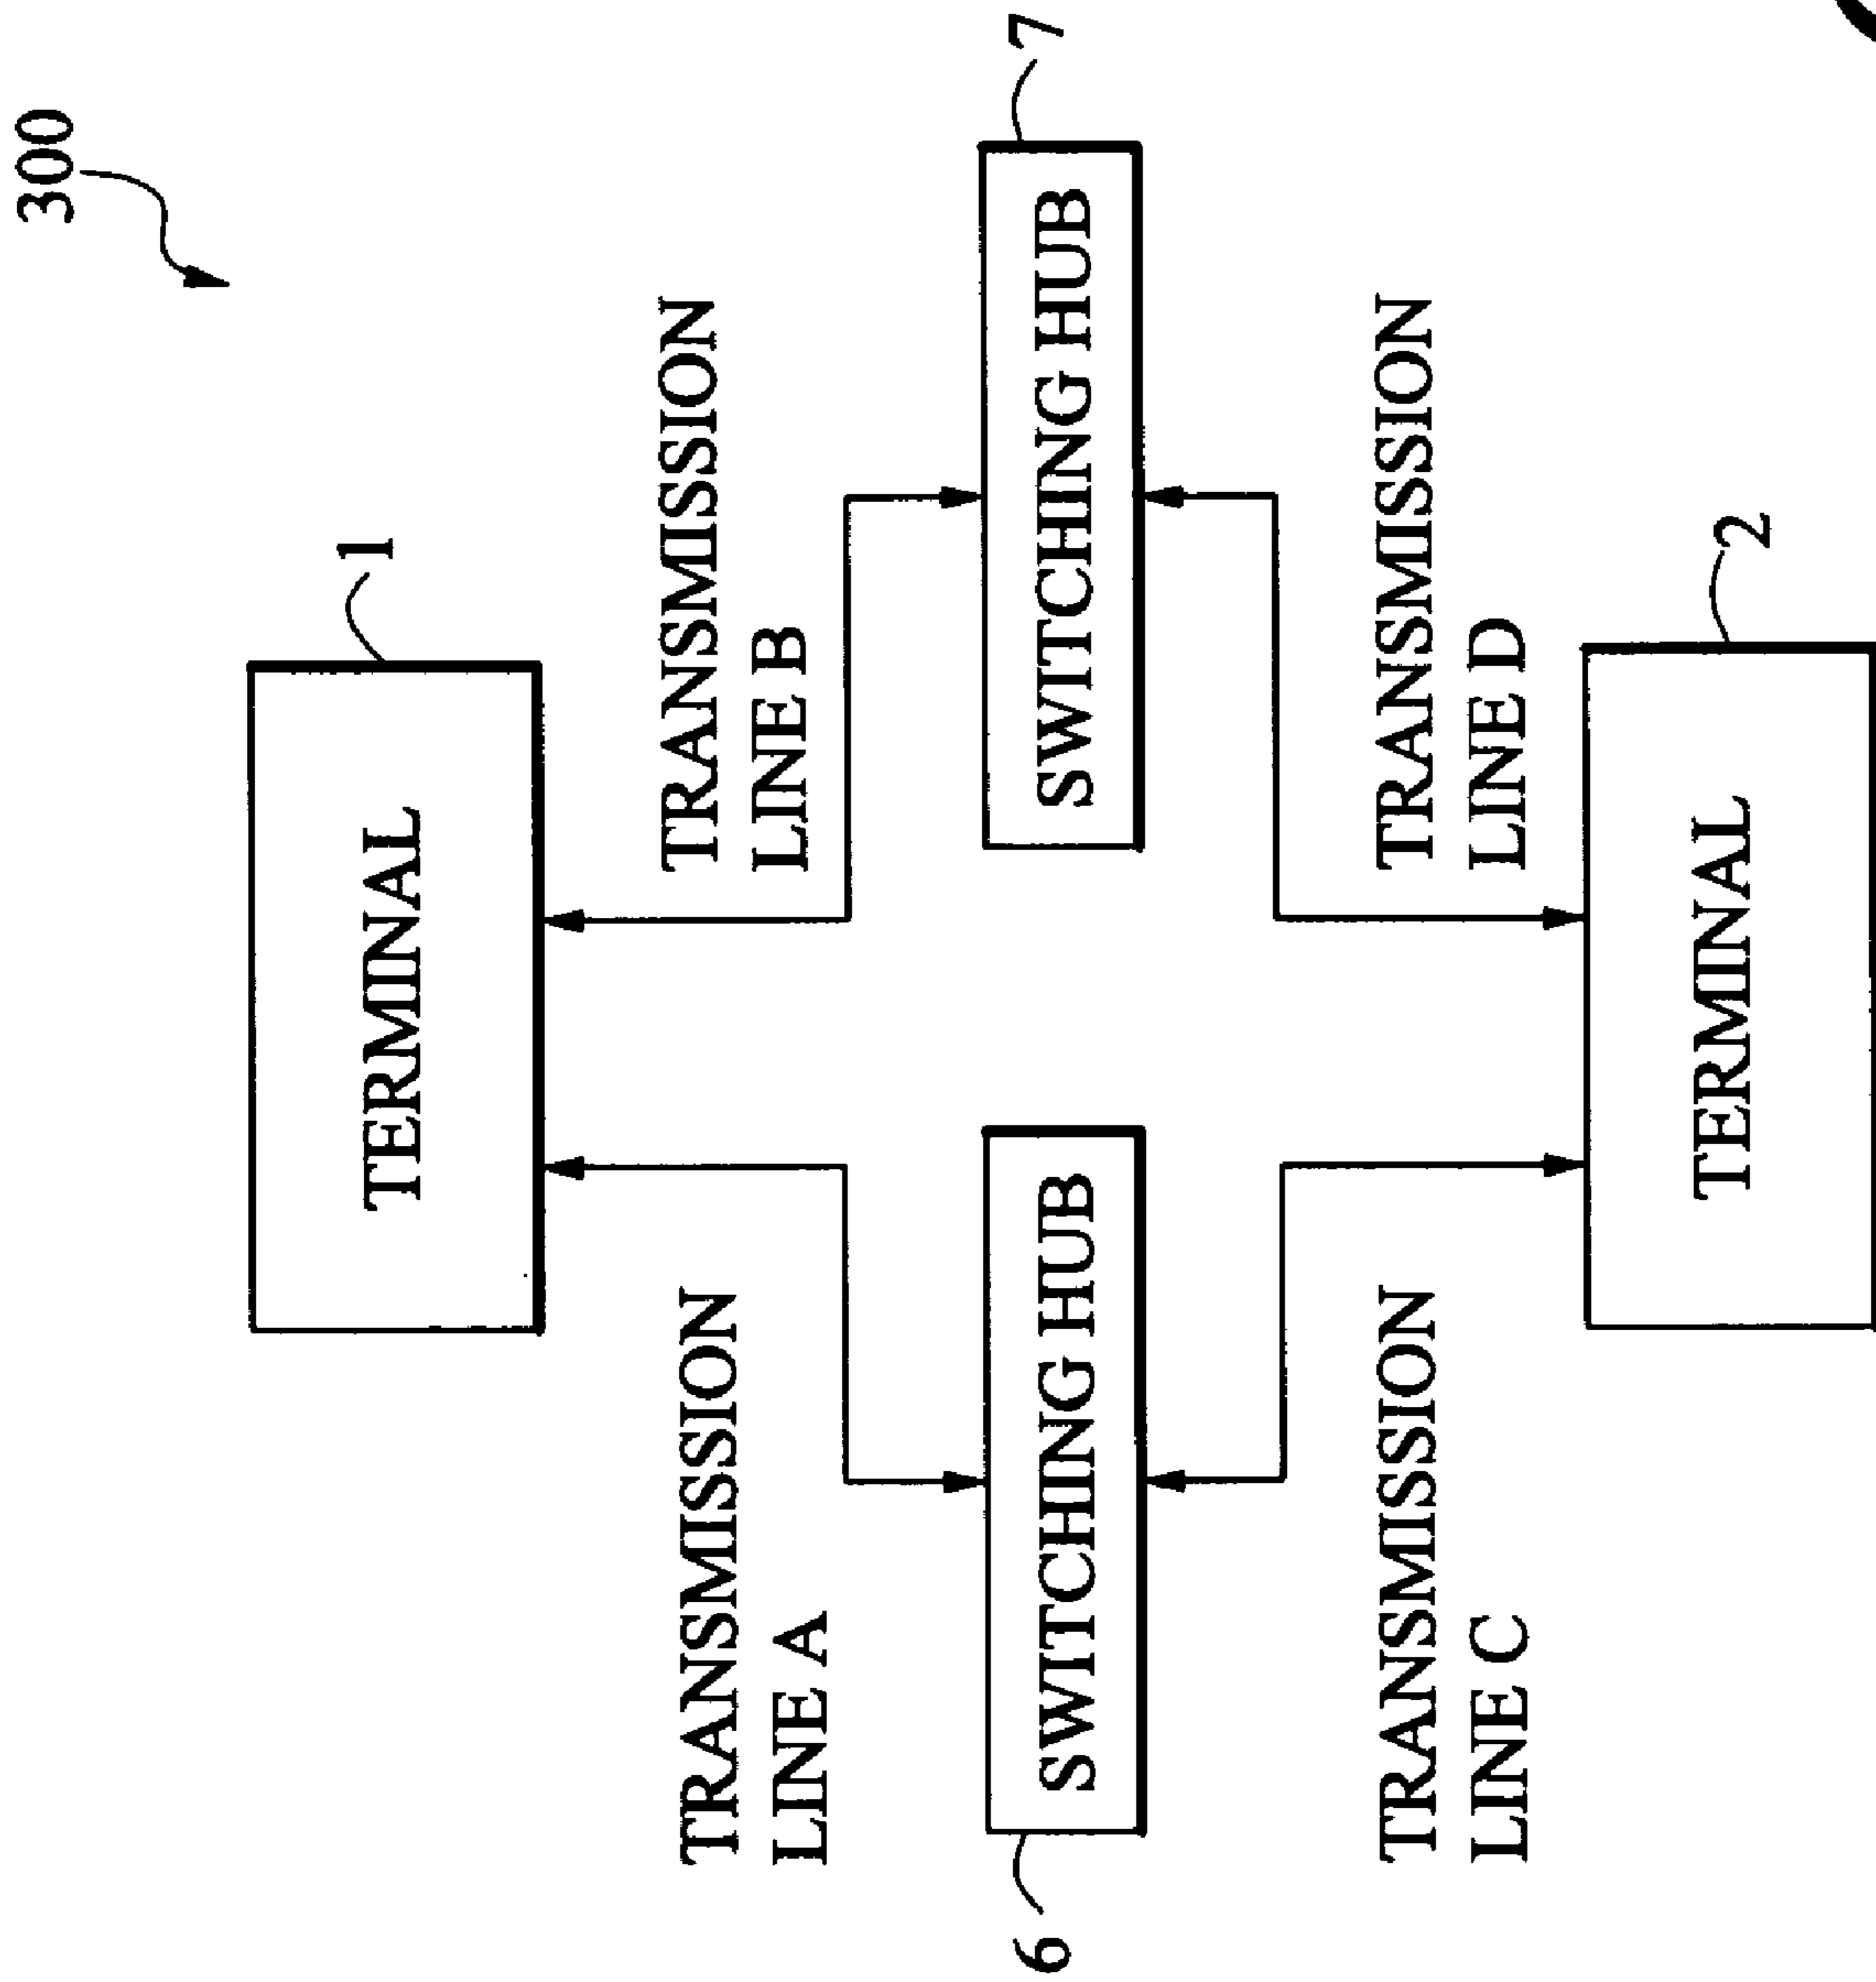 300
1
TERMINAL
TRANSMISSION
LINE A
TRANSMISSION
LINE B
6
SWITCHING HUB
SWITCHING HUB
7
TRANSMISSION
LINE C
TRANSMISSION
LINE D
2
TERMINAL